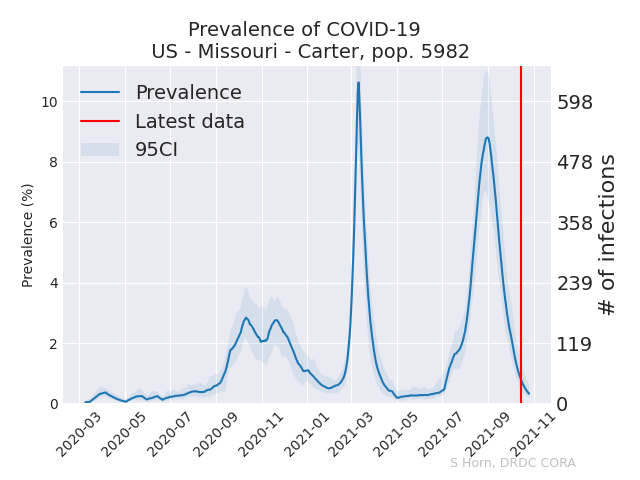 Prevalence of COVID-19
US - Missouri - Carter, pop. 5982
Prevalence
Latest data
95CI
Prevalence (%)
10
8
6
4
2
0
# of infections
598
478
358
239
119
0
2020-03
2020-05
2020-07
2020-09
2020-11
2021-01
2021-03
2021-05
2021-07
2021-09
2021-11
S Horn, DRDC CORA